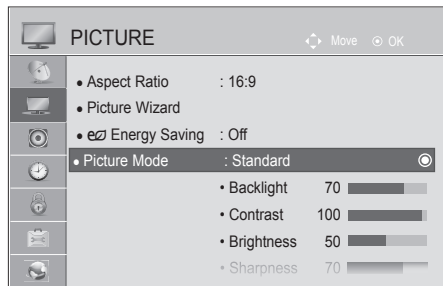 PICTURE Move OK
• Aspect Ratio : 16:9
• Picture Wizard
• Energy Saving : Off
• Picture Mode : Standard
• Backlight 70
• Contrast 100
• Brightness 50
• Sharpness 70